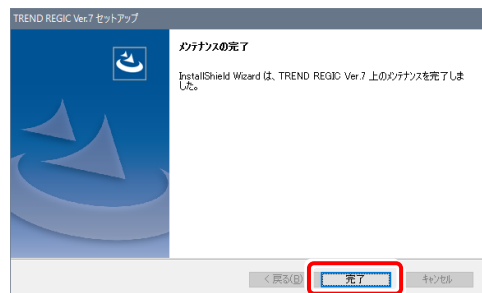 TREND REGIC Ver.7 セットアップ
メンテナンスの完了
InstallShield Wizard は、TREND REGIC Ver.7 上のメンテナンスを完了しま
した。
< 戻る(B)
完了
キャンセル